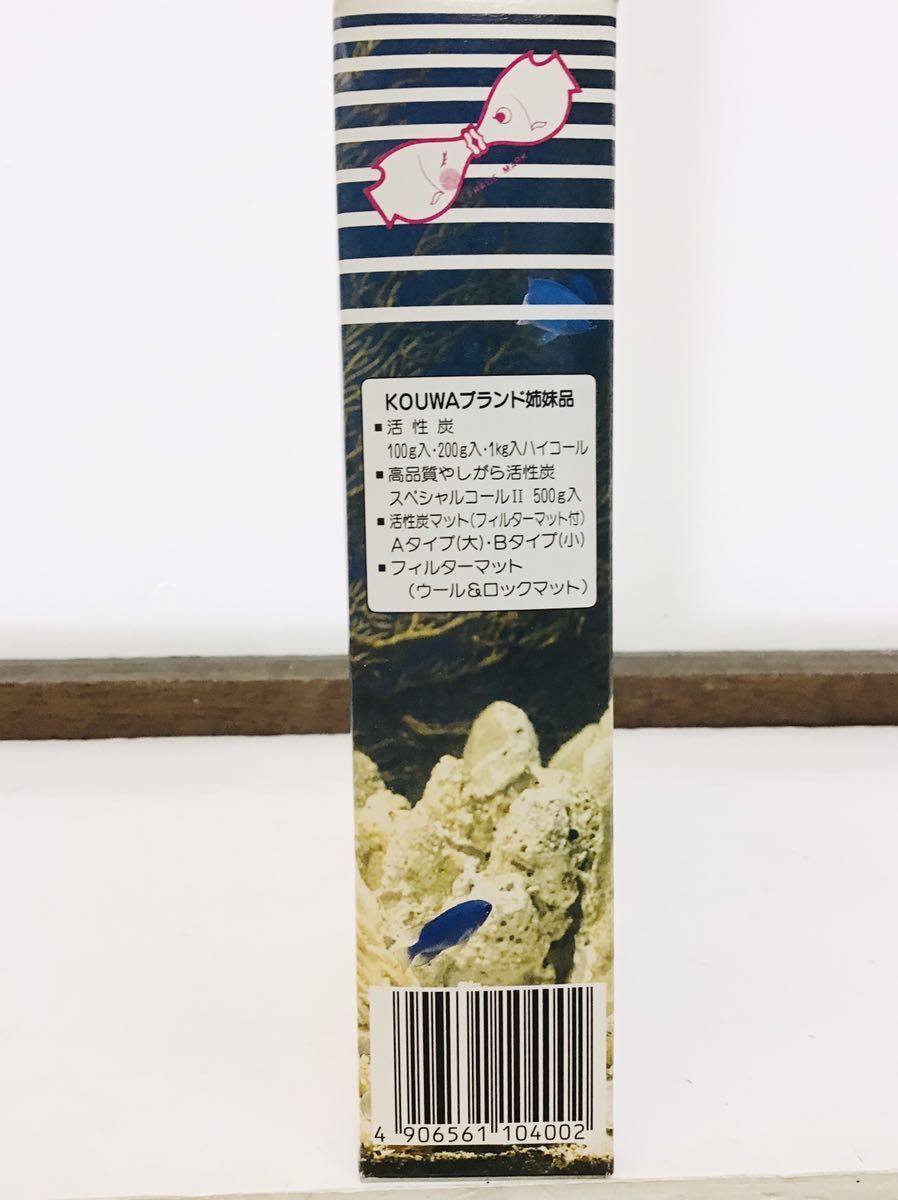 TRADE MARK
KOUWAブランド姉妹品
■活性炭
100g入・200g入・1kg入ハイコール
■高品質やしがら活性炭
スペシャルコールII 500g入
■活性炭マット(フィルターマット付)
Aタイプ(大)・Bタイプ(小)
■フィルターマット
(ウール&ロックマット)
4 906561 104002